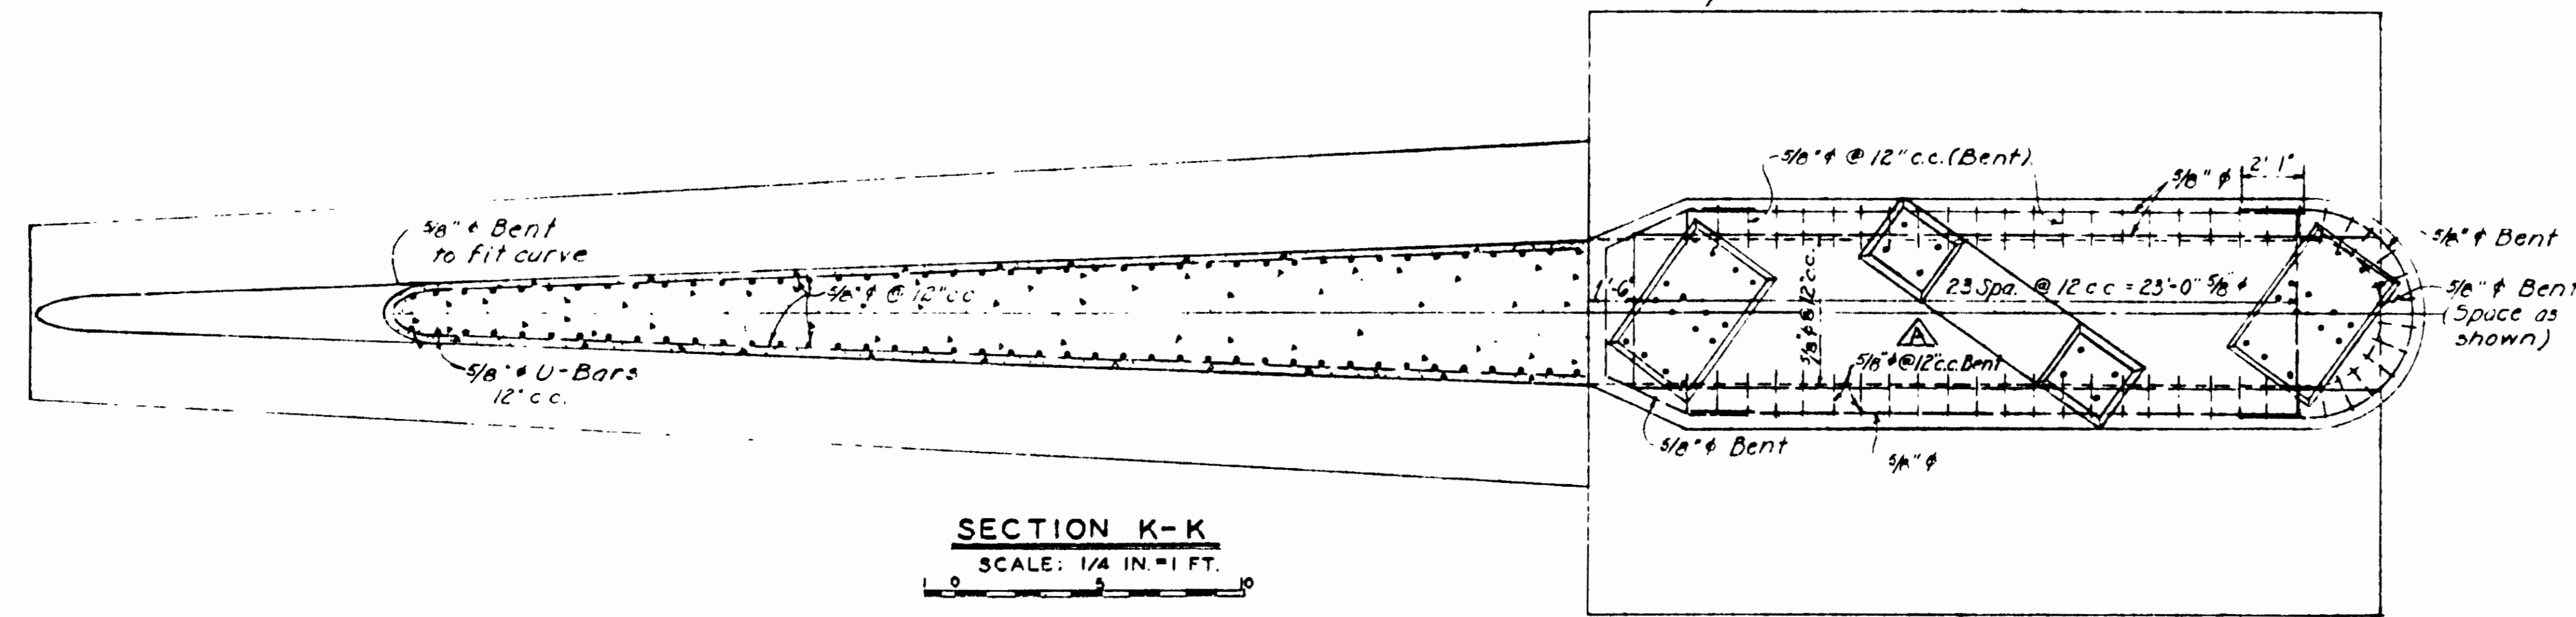 5/8" ϕ @ 12" c.c. (Bent)
5/8" ϕ
2' 1"
5/8" ϕ Bent
to fit curve
5/8" ϕ Bent
5/8" ϕ @ 12" cc
1'-6"
5/8" ϕ @ 12" c.c.
23 Spa. @ 12 c c = 23'-0" 5/8" ϕ
5/8" ϕ Bent
(Space as
shown)
A
5/8" ϕ @ 12" c.c. Bent
5/8" ϕ U-Bars
12" c c.
5/8" ϕ Bent
5/8" ϕ
SECTION K-K
SCALE: 1/4 IN.=1 FT.
1 0 5 10